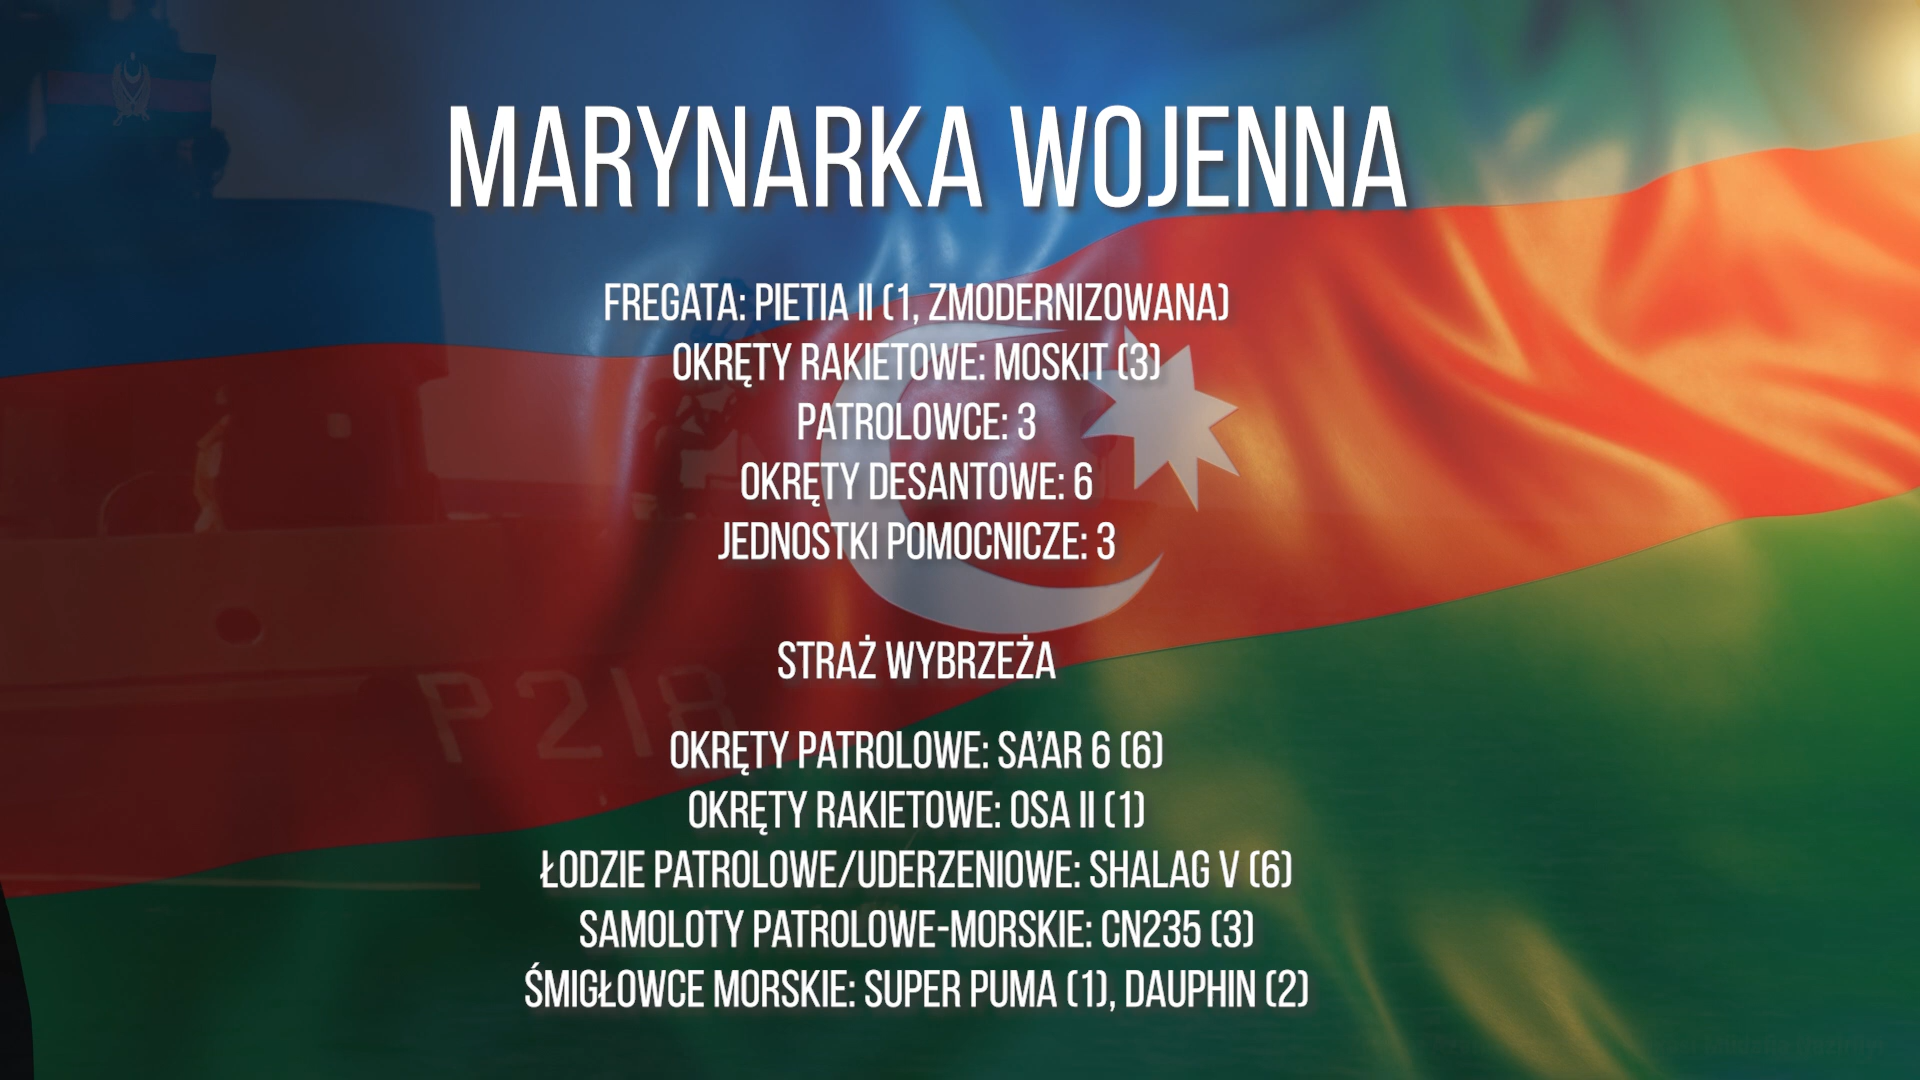 MARYNARKA WOJENNA
FREGATA: PIETIA II (1, ZMODERNIZOWANA)
OKRĘTY RAKIETOWE: MOSKIT (3)
PATROLOWCE: 3
OKRĘTY DESANTOWE: 6
JEDNOSTKI POMOCNICZE: 3
STRAŻ WYBRZEŻA
P218
OKRĘTY PATROLOWE: SA'AR 6 (6)
OKRĘTY RAKIETOWE: OSA II (1)
ŁODZIE PATROLOWE/UDERZENIOWE: SHALAG V (6)
SAMOLOTY PATROLOWE-MORSKIE: CN235 (3)
ŚMIGŁOWCE MORSKIE: SUPER PUMA (1), DAUPHIN (2)